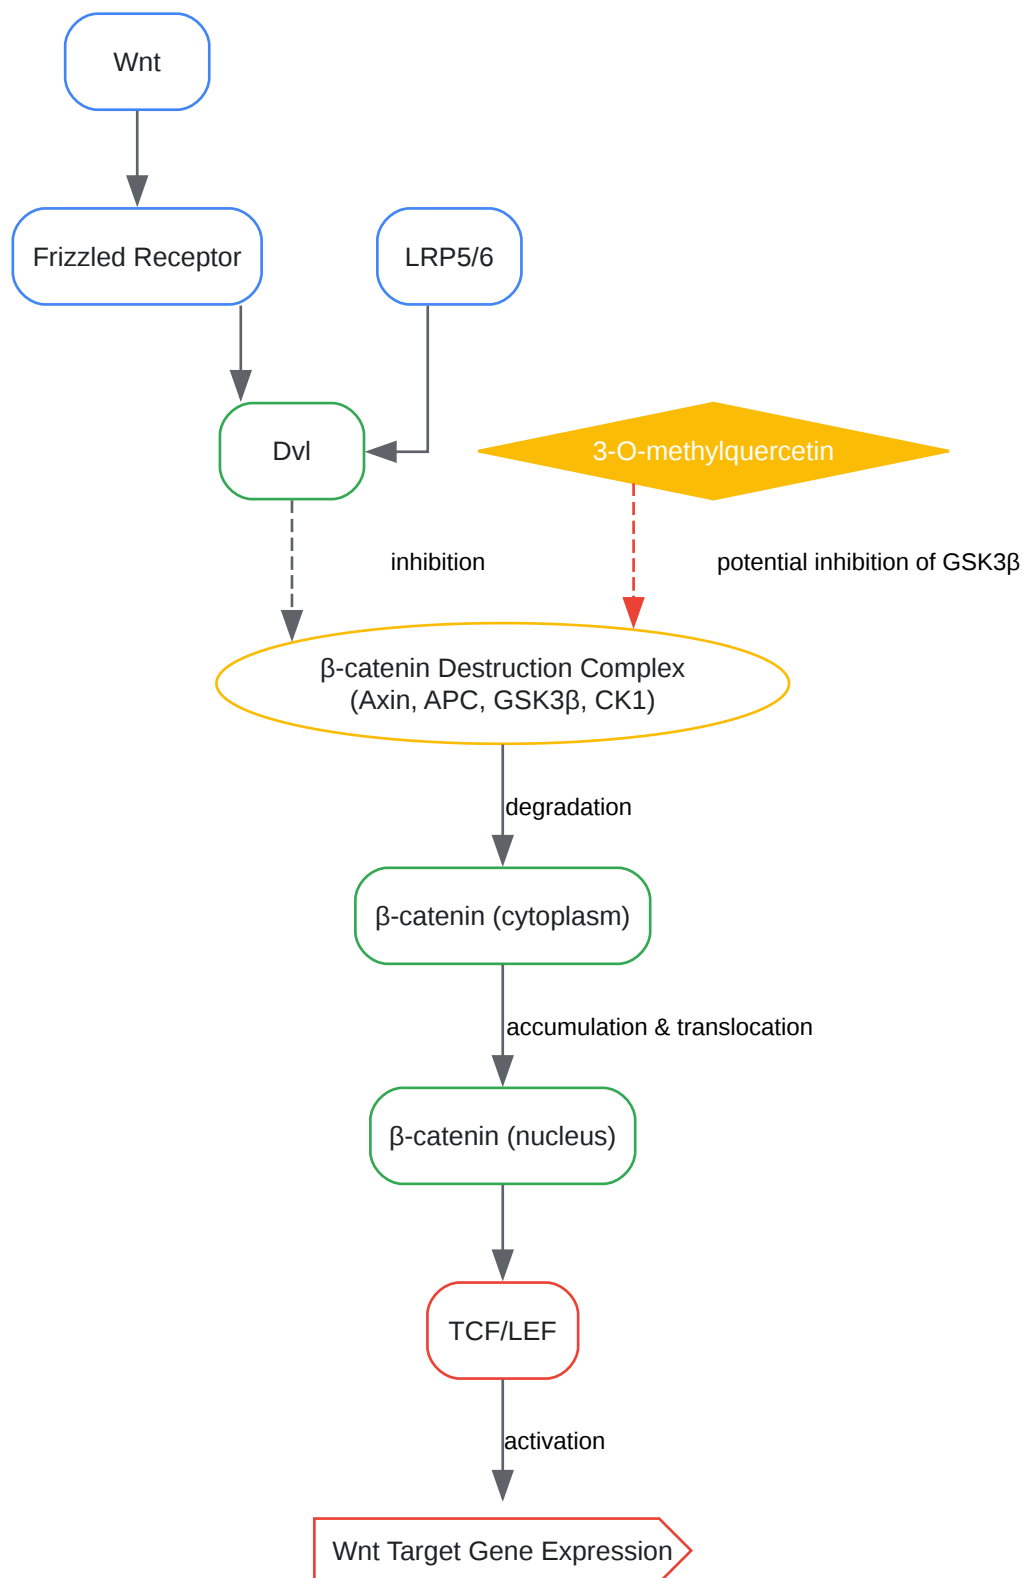 Wnt
Frizzled Receptor
LRP5/6
Dvl
3-O-methylquercetin
inhibition
potential inhibition of GSK3β
β-catenin Destruction Complex
(Axin, APC, GSK3β, CK1)
degradation
β-catenin (cytoplasm)
accumulation & translocation
β-catenin (nucleus)
TCF/LEF
activation
Wnt Target Gene Expression